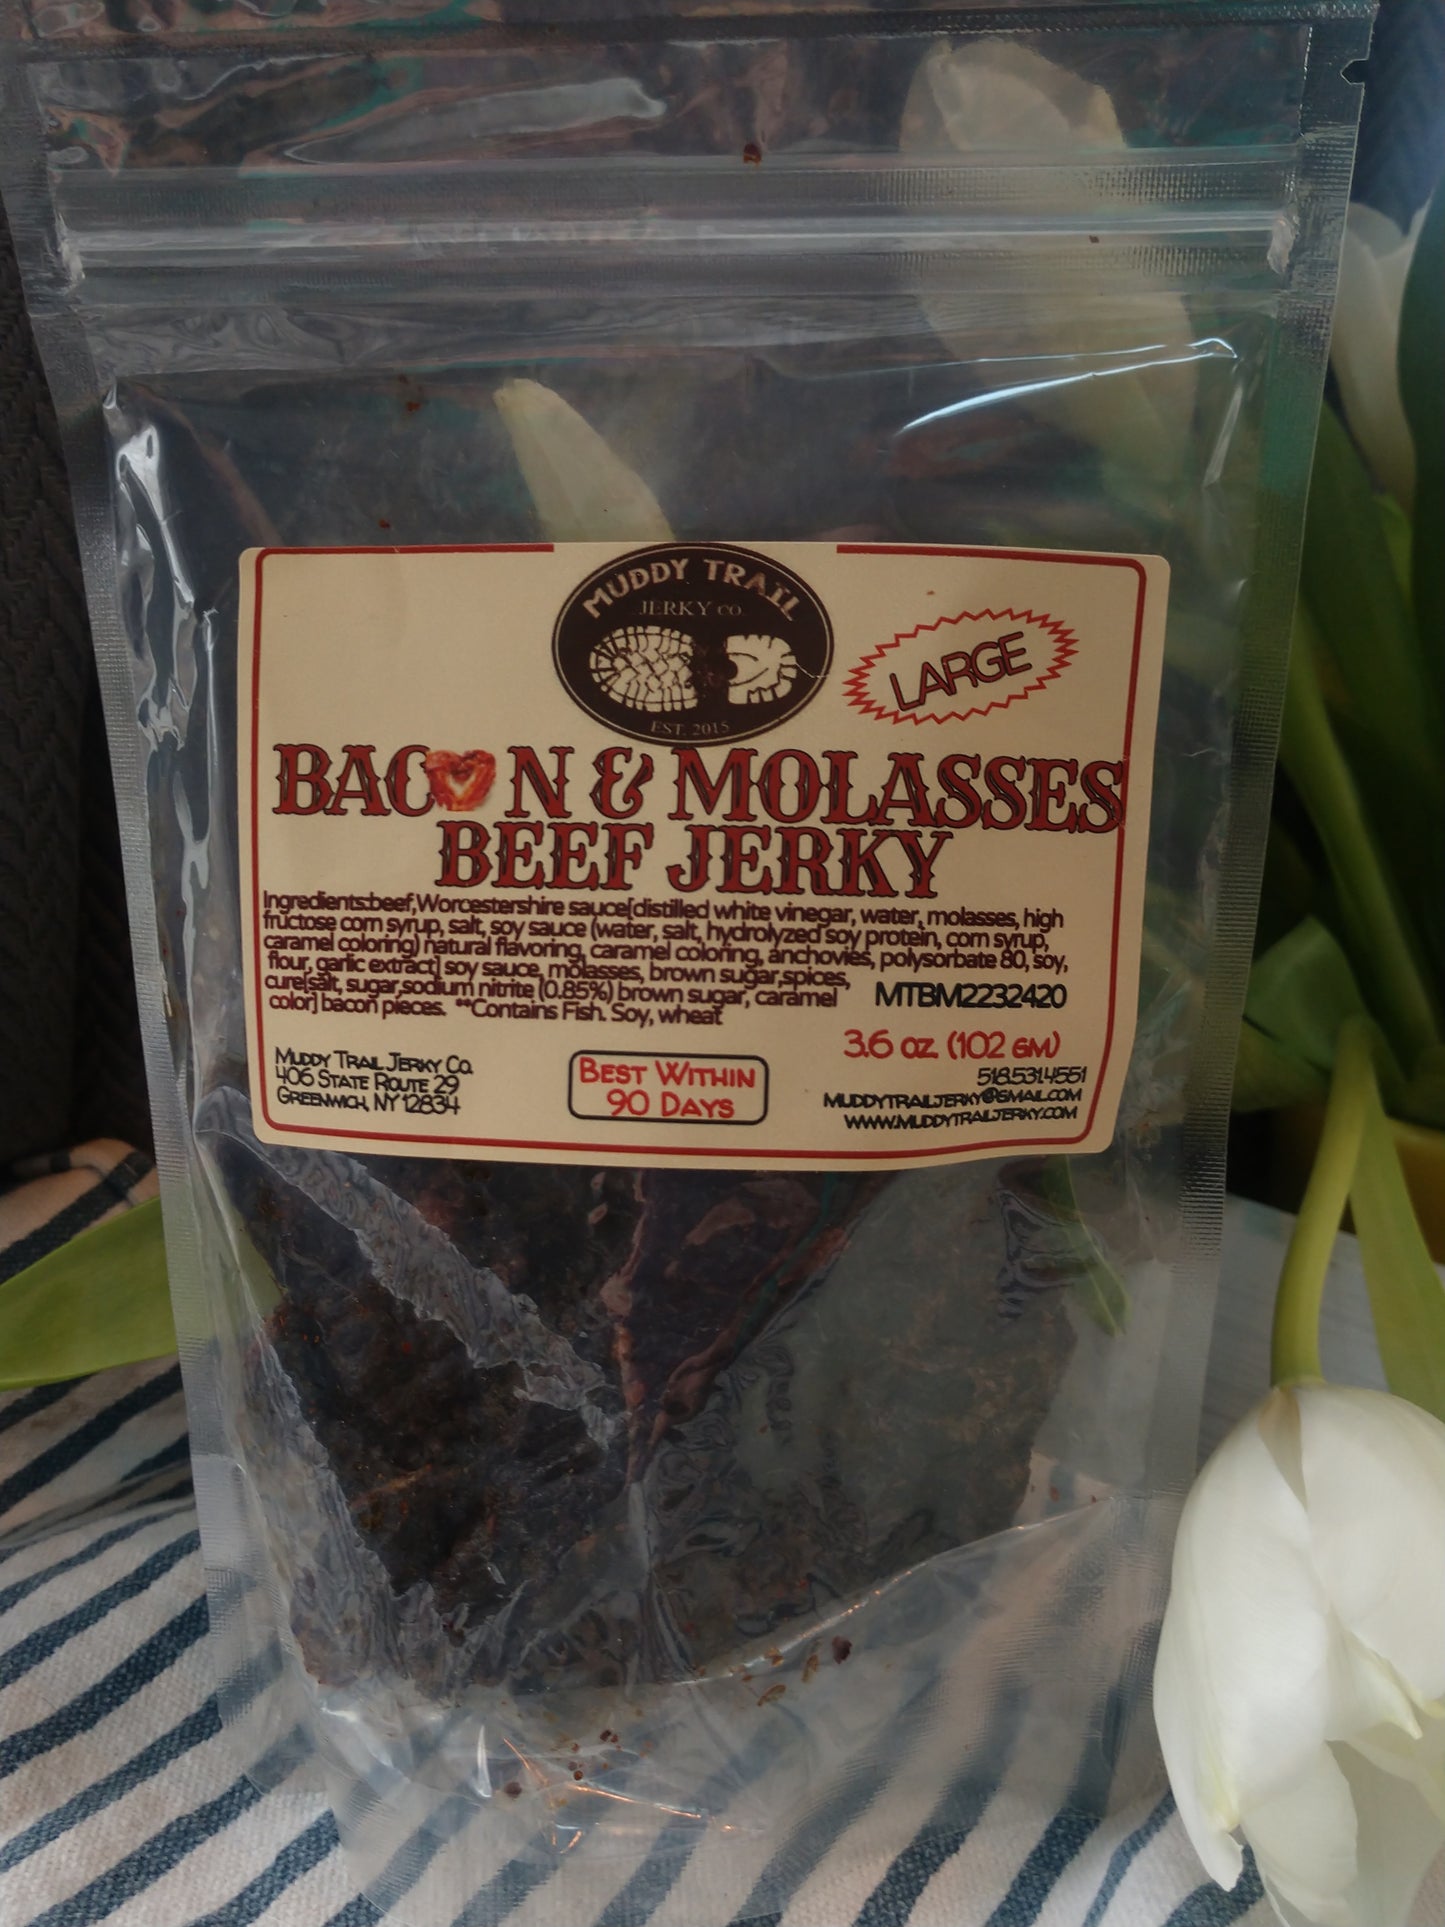 MUDDY TRAIL
JERKY CO
EST. 2015
LARGE
BACON & MOLASSES
BEEF JERKY
Ingredients:beef,Worcestershire sauce[distilled white vinegar, water, molasses, high
fructose corn syrup, salt, soy sauce (water, salt, hydrolyzed soy protein, corn syrup,
caramel coloring) natural flavoring, caramel coloring, anchovies, polysorbate 80, soy,
flour, garlic extract] soy sauce, molasses, brown sugar,spices,
cure[salt, sugar,sodium nitrite (0.85%) brown sugar, caramel
color] bacon pieces. **Contains Fish. Soy, wheat
MTBM2232420
3.6 oz. (102 GM)
MUDDY TRAIL JERKY CO.
406 STATE ROUTE 29
GREENWICH, NY 12834
BEST WITHIN
90 DAYS
518.531.4551
MUDDYTRAILJERKY@GMAIL.COM
WWW.MUDDYTRAILJERKY.COM